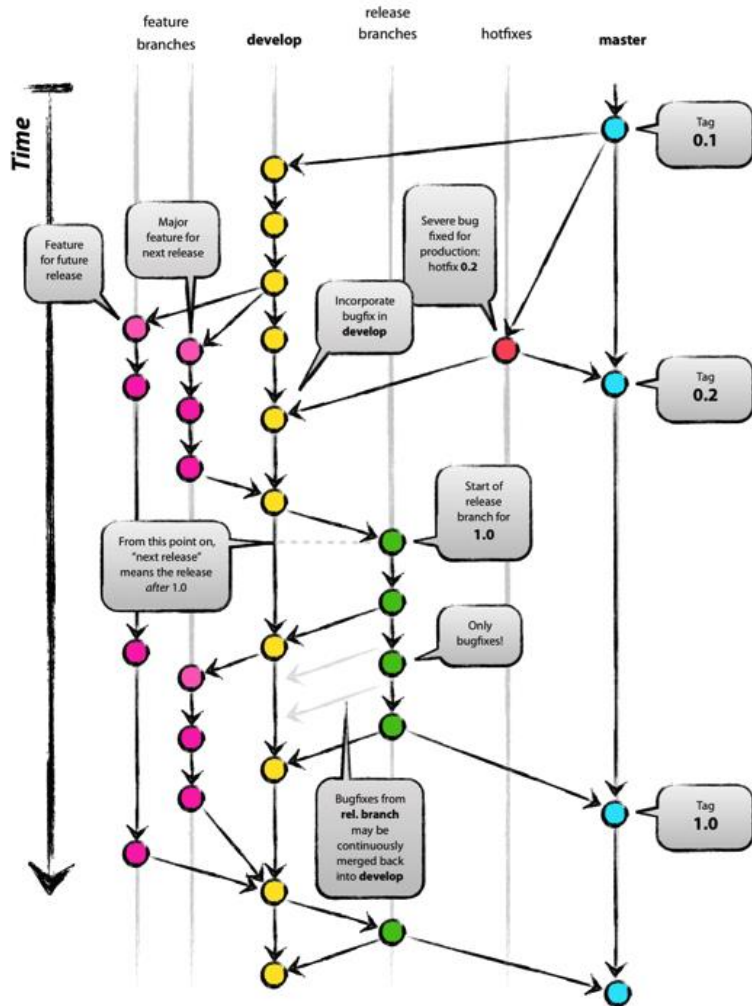 feature
branches
develop
release
branches
hotfixes
master
Time
Tag
0.1
Major
feature for
next release
Feature
for future
release
Severe bug
fixed for
production:
hotfix 0.2
Incorporate
bugfix in
develop
Tag
0.2
Start of
release
branch for
1.0
From this point on,
“next release”
means the release
after 1.0
Only
bugfixes!
Bugfixes from
rel. branch
may be
continuously
merged back
into develop
Tag
1.0